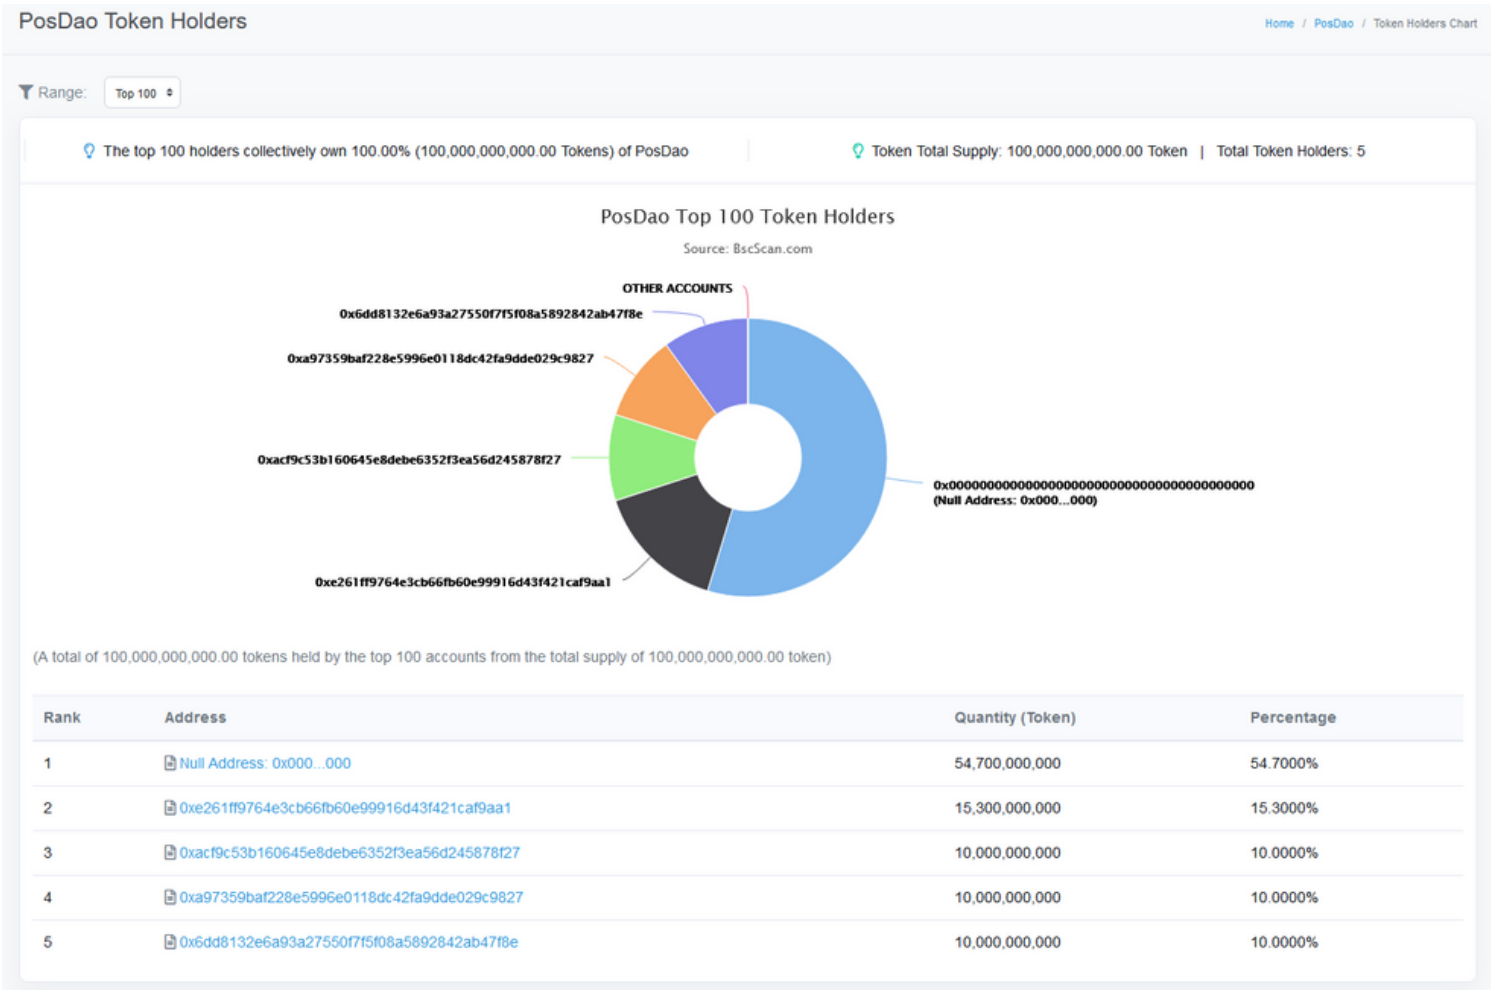 PosDao Token Holders
Home / PosDao / Token Holders Chart
Range: Top 100
The top 100 holders collectively own 100.00% (100,000,000,000.00 Tokens) of PosDao
Token Total Supply: 100,000,000,000.00 Token | Total Token Holders: 5
PosDao Top 100 Token Holders
Source: BscScan.com
OTHER ACCOUNTS
0x6dd8132e6a93a27550f7f5f08a5892842ab47f8e
0xa97359baf228e5996e0118dc42fa9dde029c9827
0xacf9c53b160645e8debe6352f3ea56d245878f27
0x0000000000000000000000000000000000000000
(Null Address: 0x000...000)
0xe261ff9764e3cb66fb60e99916d43f421caf9aa1
(A total of 100,000,000,000.00 tokens held by the top 100 accounts from the total supply of 100,000,000,000.00 token)
Rank Address Quantity (Token) Percentage
1 Null Address: 0x000...000 54,700,000,000 54.7000%
2 0xe261ff9764e3cb66fb60e99916d43f421caf9aa1 15,300,000,000 15.3000%
3 0xacf9c53b160645e8debe6352f3ea56d245878f27 10,000,000,000 10.0000%
4 0xa97359baf228e5996e0118dc42fa9dde029c9827 10,000,000,000 10.0000%
5 0x6dd8132e6a93a27550f7f5f08a5892842ab47f8e 10,000,000,000 10.0000%